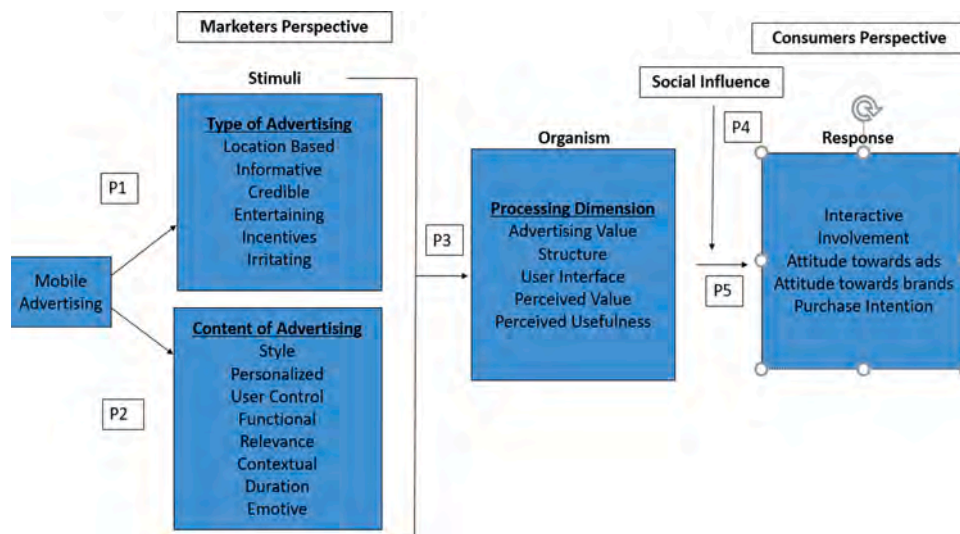 Marketers Perspective
Consumers Perspective
Stimuli
Social Influence
Type of Advertising
Location Based
Informative
Credible
Entertaining
Incentives
Irritating
P1
Mobile
Advertising
P2
Content of Advertising
Style
Personalized
User Control
Functional
Relevance
Contextual
Duration
Emotive
P3
Organism
Processing Dimension
Advertising Value
Structure
User Interface
Perceived Value
Perceived Usefulness
P4
P5
Response
Interactive
Involvement
Attitude towards ads
Attitude towards brands
Purchase Intention